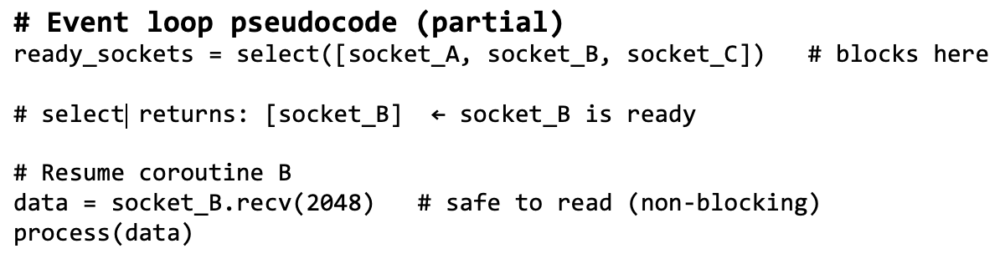 # Event loop pseudocode (partial)
ready_sockets = select([socket_A, socket_B, socket_C])   # blocks here
# select returns: [socket_B]  ← socket_B is ready
# Resume coroutine B
data = socket_B.recv(2048)   # safe to read (non-blocking)
process(data)